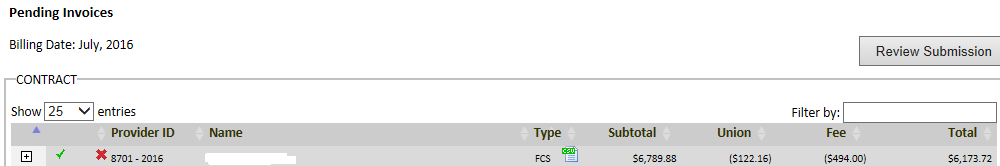 Pending Invoices
Billing Date: July, 2016
Review Submission
CONTRACT
Show 25 entries
Filter by:
Provider ID Name Type Subtotal Union Fee Total
8701 - 2016 FCS CSV $6,789.88 ($122.16) ($494.00) $6,173.72